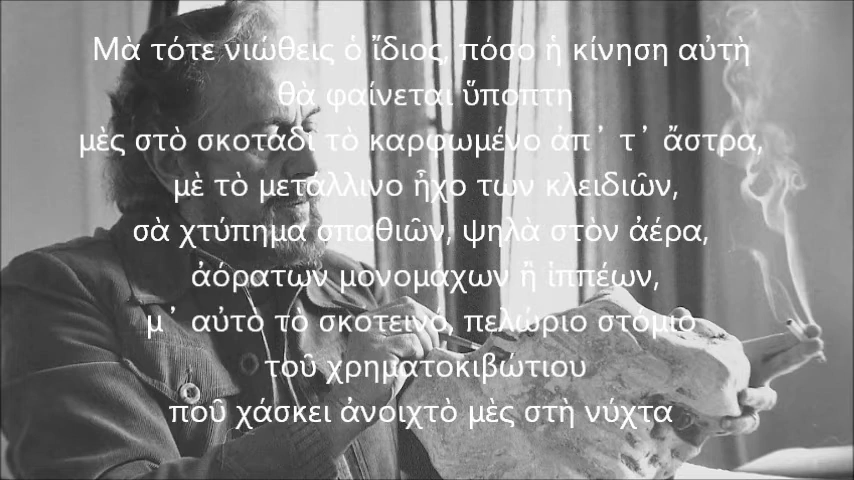 Μὰ τότε νιώθεις ὁ ἴδιος, πόσο ἡ κίνηση αὐτὴ
θὰ φαίνεται ὕποπτη
μὲς στὸ σκοτάδι τὸ καρφωμένο ἀπ᾿ τ᾿ ἄστρα,
μὲ τὸ μετάλλινο ἦχο των κλειδιῶν,
σὰ χτύπημα σπαθιῶν, ψηλὰ στὸν ἀέρα,
ἀόρατων μονομάχων ἢ ἱππέων,
μ᾿ αὐτὸ τὸ σκοτεινό, πελώριο στόμιο
τοῦ χρηματοκιβώτιου
ποῦ χάσκει ἀνοιχτὸ μὲς στὴ νύχτα